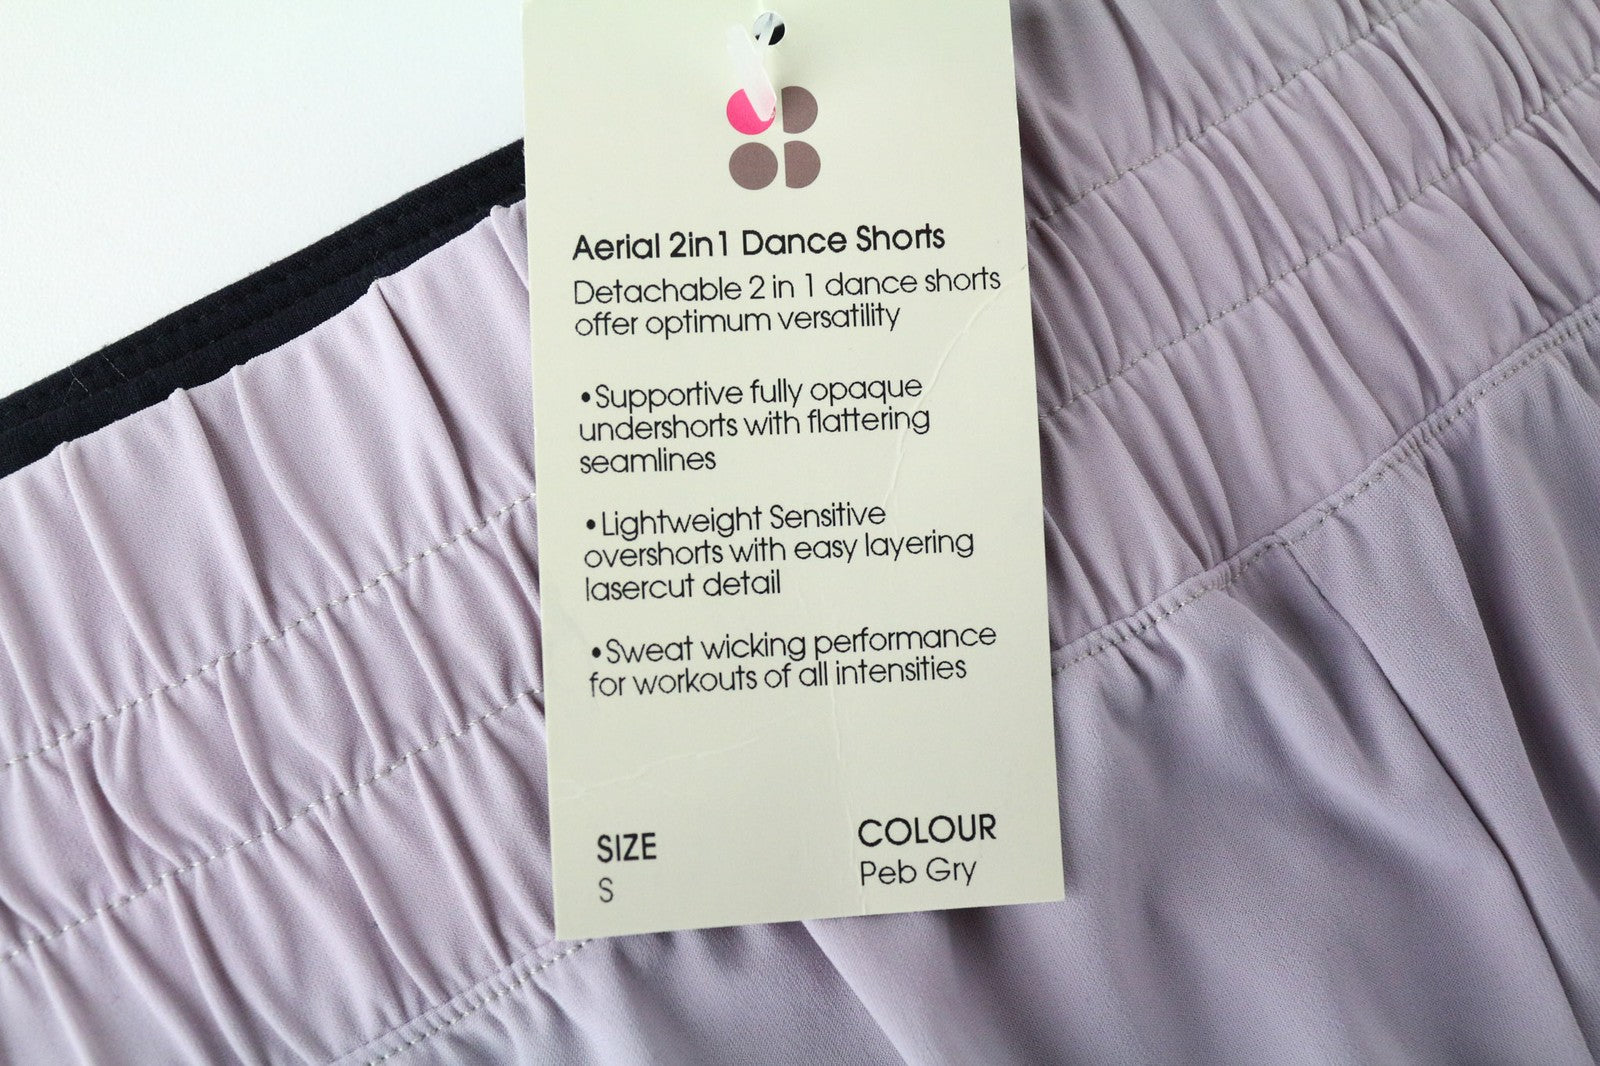 Aerial 2in1 Dance Shorts
Detachable 2 in 1 dance shorts
offer optimum versatility
•Supportive fully opaque
undershorts with flattering
seamlines
•Lightweight Sensitive
overshorts with easy layering
lasercut detail
•Sweat wicking performance
for workouts of all intensities
SIZE
S
COLOUR
Peb Gry